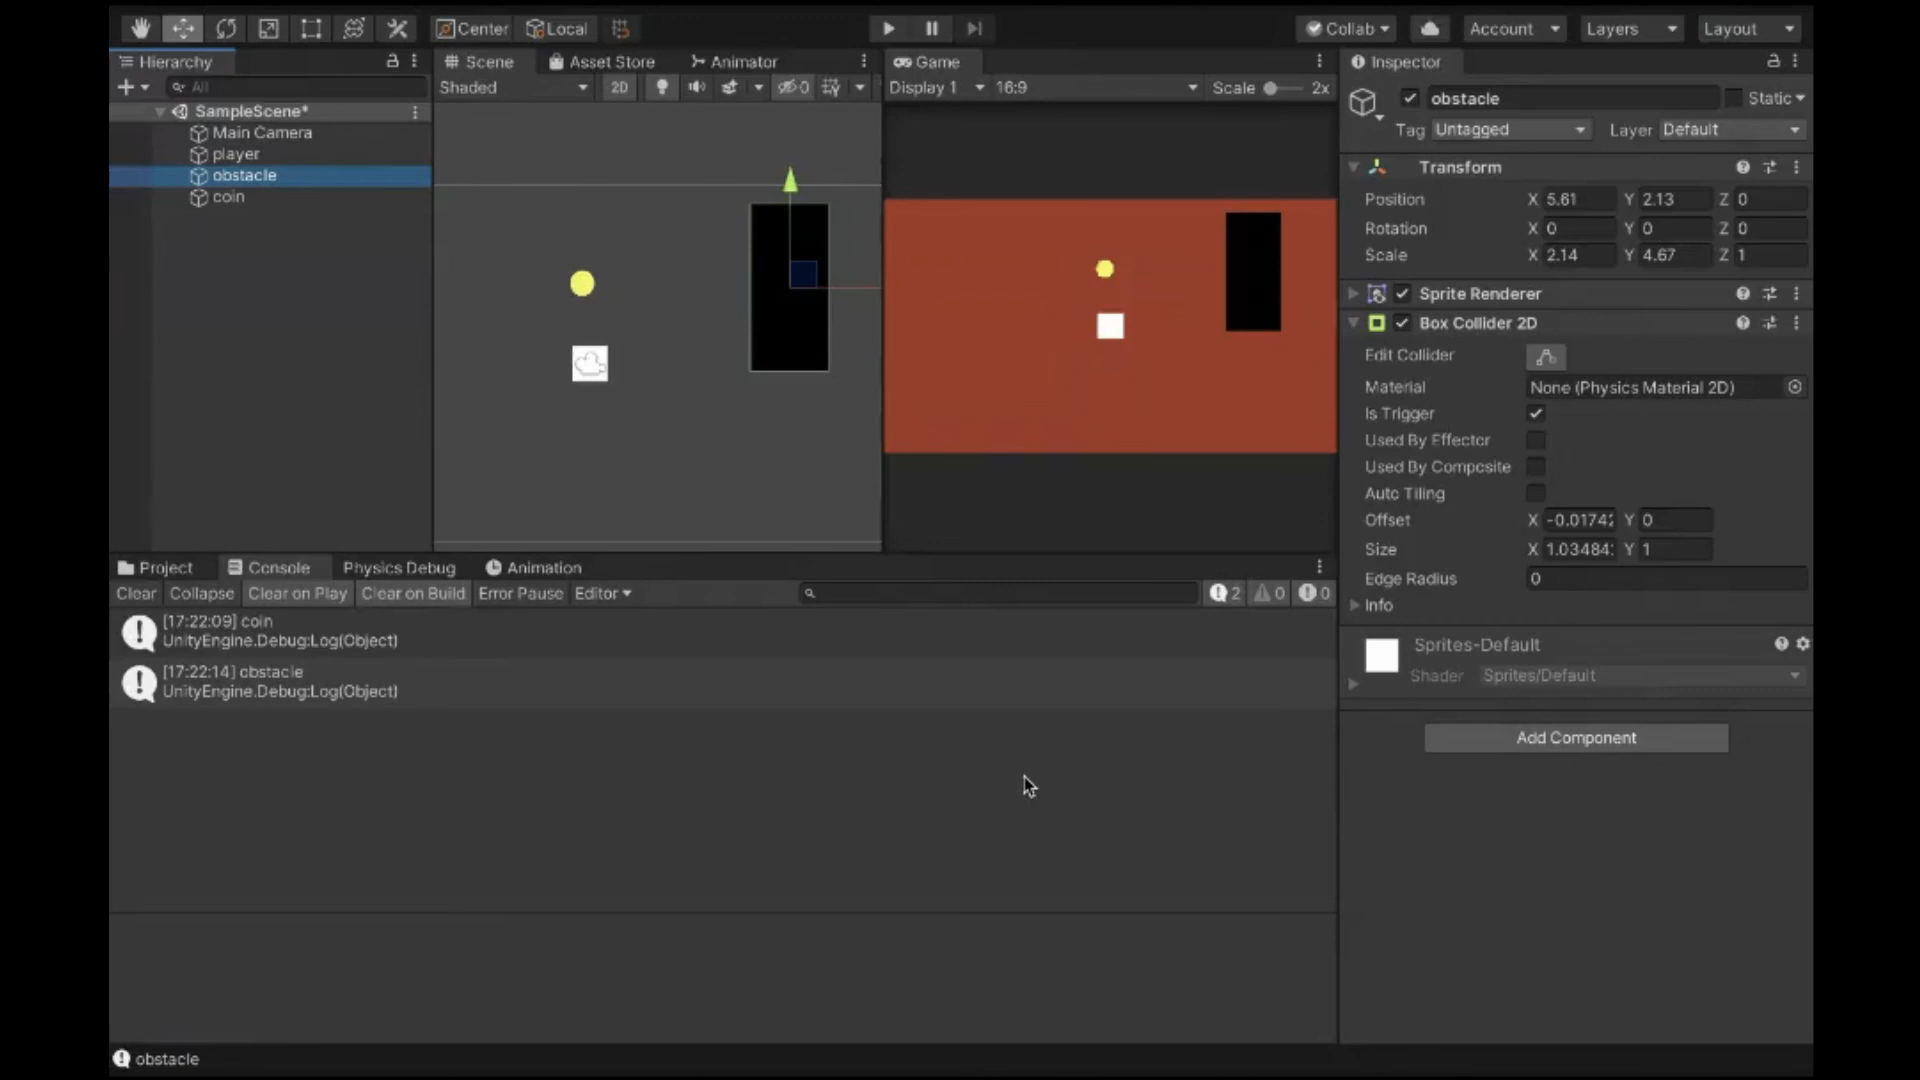 Center Local Collab Account Layers Layout
Hierarchy
All
SampleScene*
Main Camera
player
obstacle
coin
Scene Asset Store Animator
Shaded 2D 0
Game
Display 1 16:9 Scale 2x
Inspector
obstacle Static
Tag Untagged Layer Default
Transform
Position X 5.61 Y 2.13 Z 0
Rotation X 0 Y 0 Z 0
Scale X 2.14 Y 4.67 Z 1
Sprite Renderer
Box Collider 2D
Edit Collider
Material None (Physics Material 2D)
Is Trigger
Used By Effector
Used By Composite
Auto Tiling
Offset X -0.01742 Y 0
Size X 1.03484 Y 1
Edge Radius 0
Info
Sprites-Default
Shader Sprites/Default
Add Component
Project Console Physics Debug Animation
Clear Collapse Clear on Play Clear on Build Error Pause Editor 2 0 0
[17:22:09] coin
UnityEngine.Debug:Log(Object)
[17:22:14] obstacle
UnityEngine.Debug:Log(Object)
obstacle